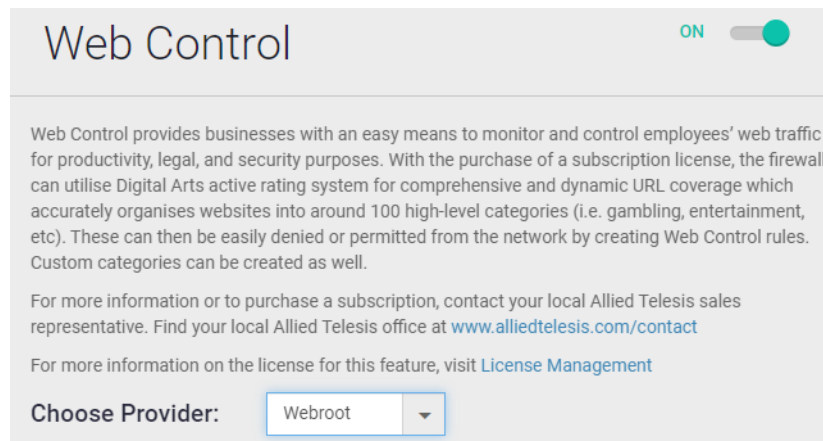 Web Control
ON
Web Control provides businesses with an easy means to monitor and control employees' web traffic
for productivity, legal, and security purposes. With the purchase of a subscription license, the firewall
can utilise Digital Arts active rating system for comprehensive and dynamic URL coverage which
accurately organises websites into around 100 high-level categories (i.e. gambling, entertainment,
etc). These can then be easily denied or permitted from the network by creating Web Control rules.
Custom categories can be created as well.
For more information or to purchase a subscription, contact your local Allied Telesis sales
representative. Find your local Allied Telesis office at www.alliedtelesis.com/contact
For more information on the license for this feature, visit License Management
Choose Provider:
Webroot